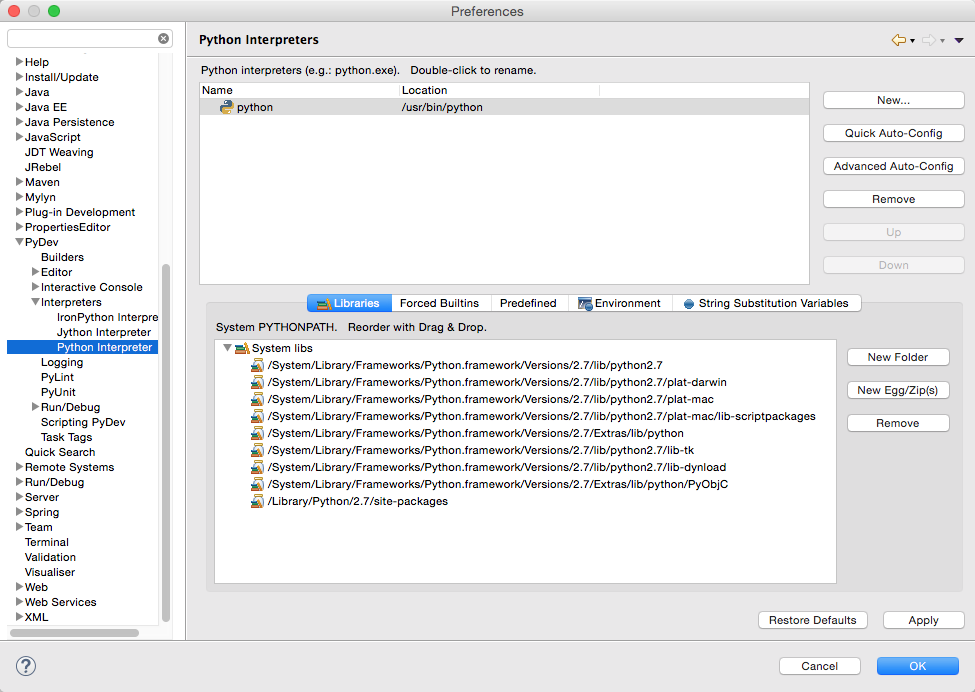 Preferences
Help
Install/Update
Java
Java EE
Java Persistence
JavaScript
JDT Weaving
JRebel
Maven
Mylyn
Plug-in Development
PropertiesEditor
PyDev
Builders
Editor
Interactive Console
Interpreters
IronPython Interpre
Jython Interpreter
Python Interpreter
Logging
PyLint
PyUnit
Run/Debug
Scripting PyDev
Task Tags
Quick Search
Remote Systems
Run/Debug
Server
Spring
Team
Terminal
Validation
Visualiser
Web
Web Services
XML
Python Interpreters
Python interpreters (e.g.: python.exe).   Double-click to rename.
Name Location
python /usr/bin/python
New...
Quick Auto-Config
Advanced Auto-Config
Remove
Up
Down
Libraries Forced Builtins Predefined Environment String Substitution Variables
System PYTHONPATH.   Reorder with Drag & Drop.
System libs
/System/Library/Frameworks/Python.framework/Versions/2.7/lib/python2.7
/System/Library/Frameworks/Python.framework/Versions/2.7/lib/python2.7/plat-darwin
/System/Library/Frameworks/Python.framework/Versions/2.7/lib/python2.7/plat-mac
/System/Library/Frameworks/Python.framework/Versions/2.7/lib/python2.7/plat-mac/lib-scriptpackages
/System/Library/Frameworks/Python.framework/Versions/2.7/Extras/lib/python
/System/Library/Frameworks/Python.framework/Versions/2.7/lib/python2.7/lib-tk
/System/Library/Frameworks/Python.framework/Versions/2.7/lib/python2.7/lib-dynload
/System/Library/Frameworks/Python.framework/Versions/2.7/Extras/lib/python/PyObjC
/Library/Python/2.7/site-packages
New Folder
New Egg/Zip(s)
Remove
Restore Defaults Apply
? Cancel OK